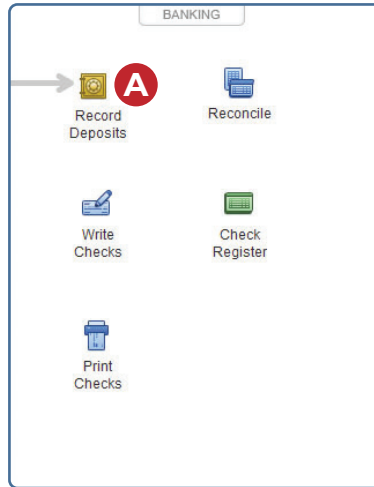 BANKING
A
Record
Deposits
Reconcile
Write
Checks
Check
Register
Print
Checks